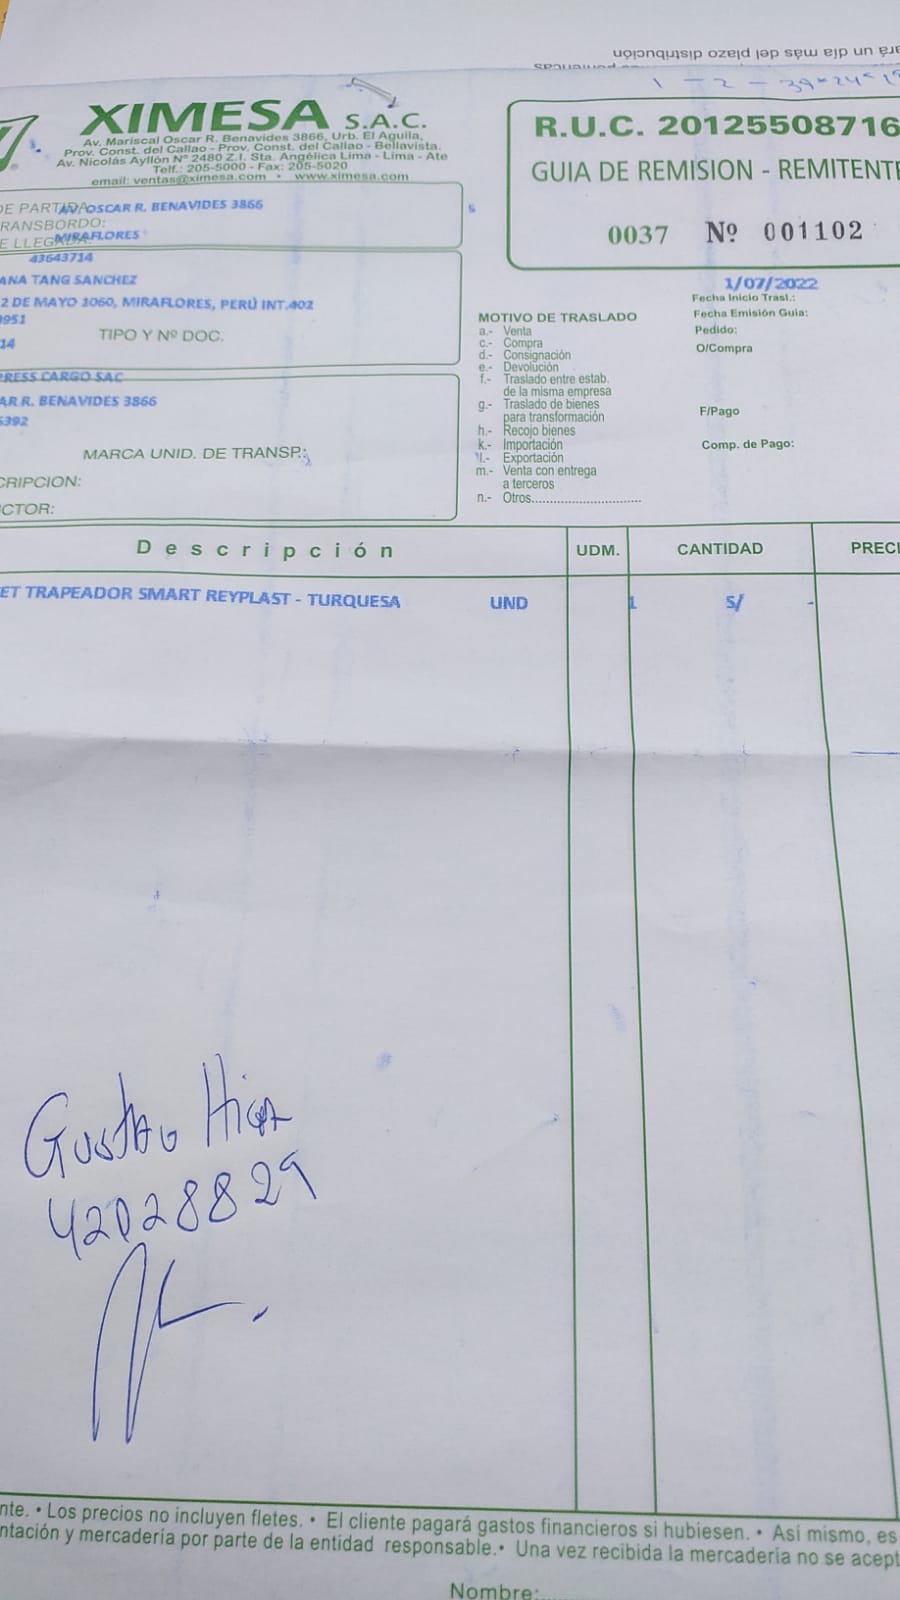 ará un día más del plazo distribución
1 - 2 - 39*24*19
XIMESA S.A.C.
Av. Mariscal Oscar R. Benavides 3866, Urb. El Aguila,
Prov. Const. del Callao - Prov. Const. del Callao - Bellavista.
Av. Nicolás Ayllón Nº 2480 Z.I. Sta. Angélica Lima - Lima - Ate
Telf.: 205-5000 - Fax: 205-5020
email: ventas@ximesa.com • www.ximesa.com
R.U.C. 20125508716
GUIA DE REMISION - REMITENTE
0037 Nº 001102
DE PARTIDA: AV. OSCAR R. BENAVIDES 3866
RANSBORDO:
E LLEGADA: MIRAFLORES
43643714
ANA TANG SANCHEZ
2 DE MAYO 1060, MIRAFLORES, PERÚ INT.402
9951
14
TIPO Y Nº DOC.
PRESS CARGO SAC
AR R. BENAVIDES 3866
5392
MARCA UNID. DE TRANSP.:
CRIPCION:
CTOR:
MOTIVO DE TRASLADO
a.- Venta
c.- Compra
d.- Consignación
e.- Devolución
f.- Traslado entre estab.
de la misma empresa
g.- Traslado de bienes
para transformación
h.- Recojo bienes
k.- Importación
l.- Exportación
m.- Venta con entrega
a terceros
n.- Otros................................
1/07/2022
Fecha Inicio Trasl.:
Fecha Emisión Guia:
Pedido:
O/Compra
F/Pago
Comp. de Pago:
Descripción UDM. CANTIDAD PRECI
ET TRAPEADOR SMART REYPLAST - TURQUESA UND 1 S/ -
Gustavo
42028829
nte. • Los precios no incluyen fletes. • El cliente pagará gastos financieros si hubiesen. • Así mismo, es
ntación y mercadería por parte de la entidad responsable.• Una vez recibida la mercadería no se acept
Nombre: